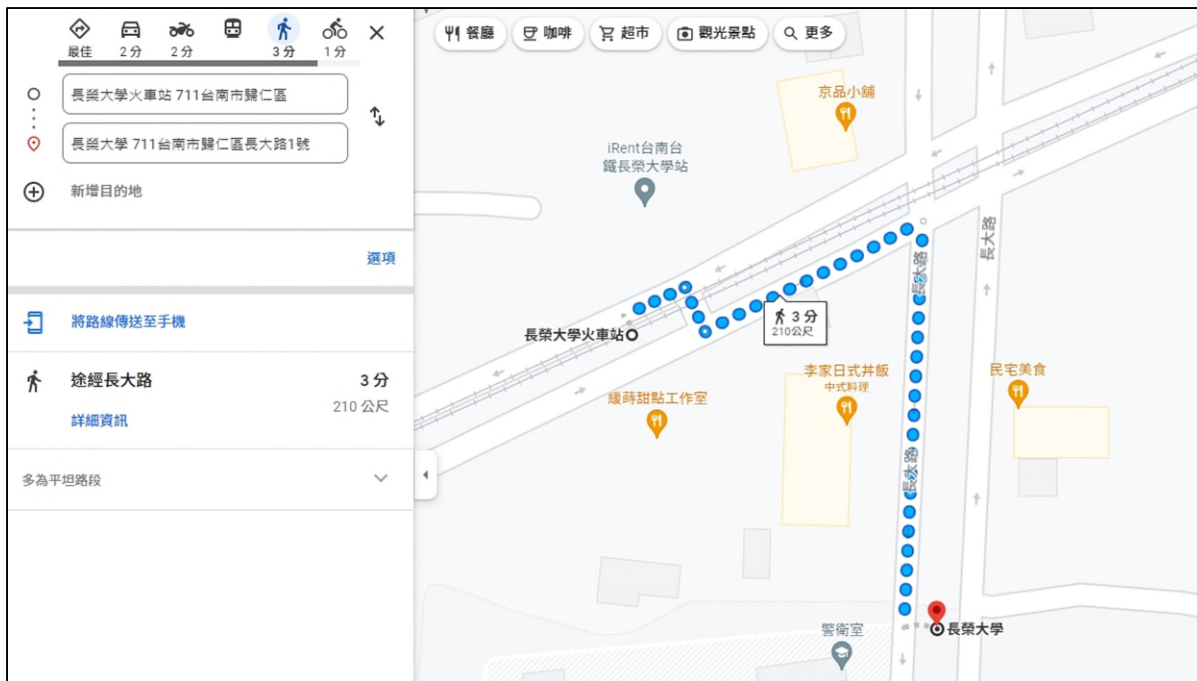 最佳
2 分
2 分
3 分
1 分
長榮大學火車站 711台南市歸仁區
長榮大學 711台南市歸仁區長大路1號
新增目的地
選項
將路線傳送至手機
途經長大路
3 分
210 公尺
詳細資訊
多為平坦路段
餐廳
咖啡
超市
觀光景點
更多
京品小舖
iRent台南台
鐵長榮大學站
長大路
長大路
3 分
210公尺
長榮大學火車站
李家日式丼飯
中式料理
民宅美食
緩蒔甜點工作室
長大路
長榮大學
警衛室